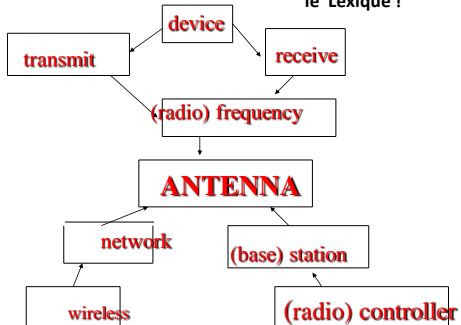 le Lexique !
device
transmit
receive
(radio) frequency
ANTENNA
network
(base) station
wireless
(radio) controller